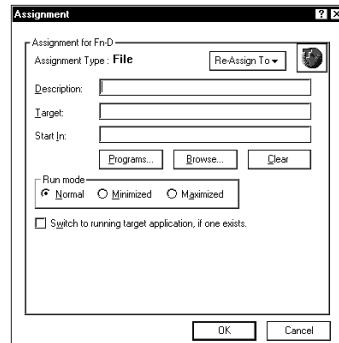 Assignment
Assignment for Fn-D
Assignment Type : File
Re-Assign To
Description:
Target:
Start In:
Programs... Browse... Clear
Run mode
Normal Minimized Maximized
Switch to running target application, if one exists.
OK Cancel